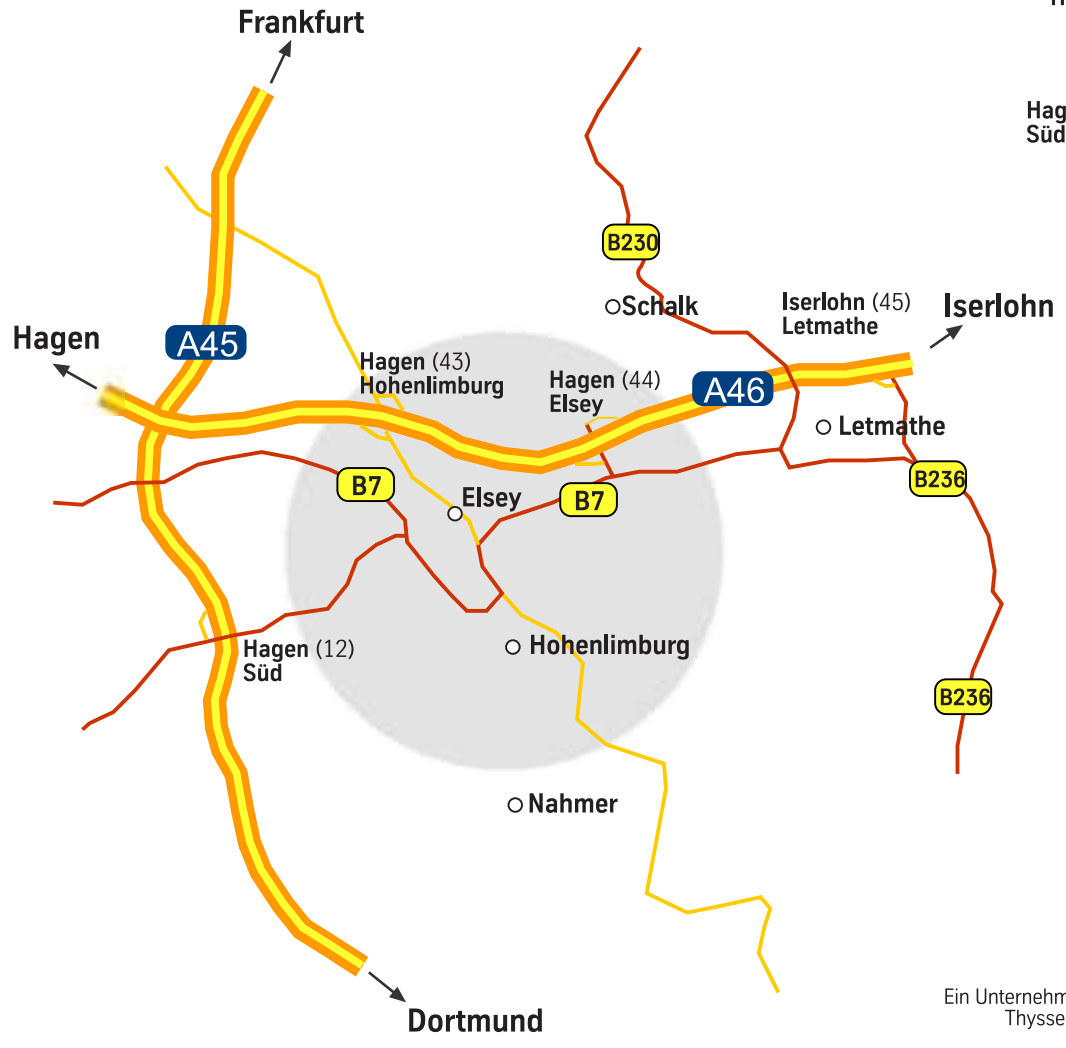 Frankfurt
Hag
Süd
B230
Schalk
Iserlohn (45)
Letmathe
Iserlohn
Hagen
A45
Hagen (43)
Hohenlimburg
Hagen (44)
Elsey
A46
Letmathe
B236
B7
Elsey
B7
Hagen (12)
Süd
Hohenlimburg
B236
Nahmer
Dortmund
Ein Unternehm
Thysse